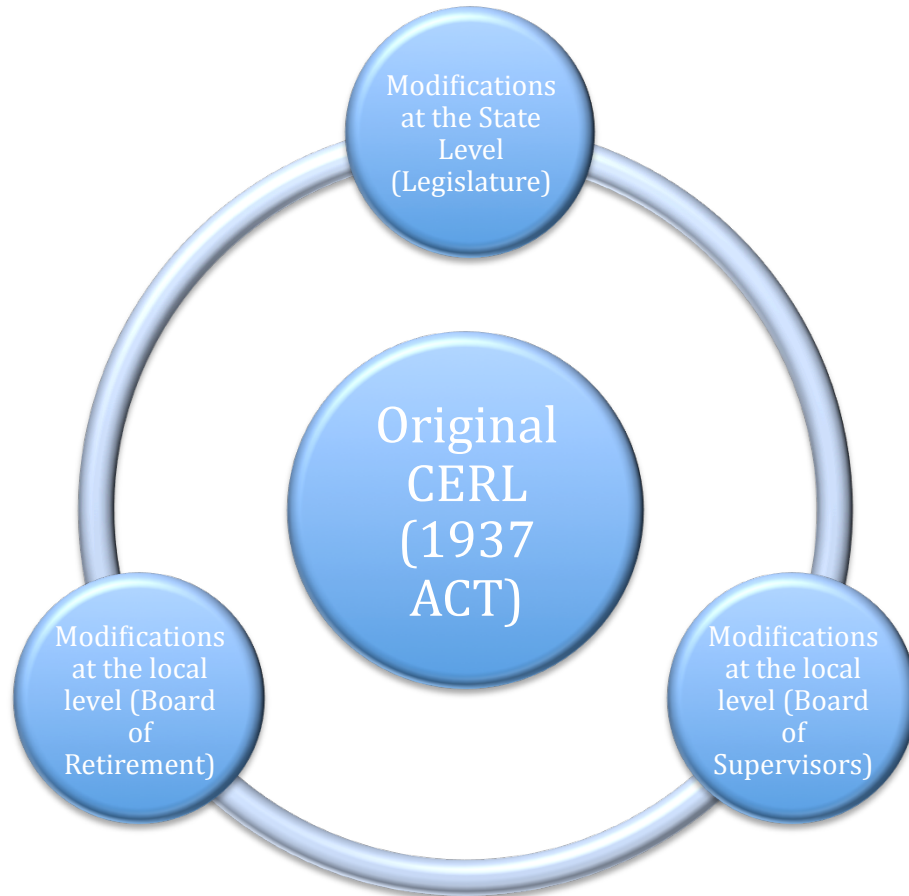 Modifications
at the State
Level
(Legislature)
Original
CERL
(1937
ACT)
Modifications
at the local
level (Board
of
Retirement)
Modifications
at the local
level (Board
of
Supervisors)